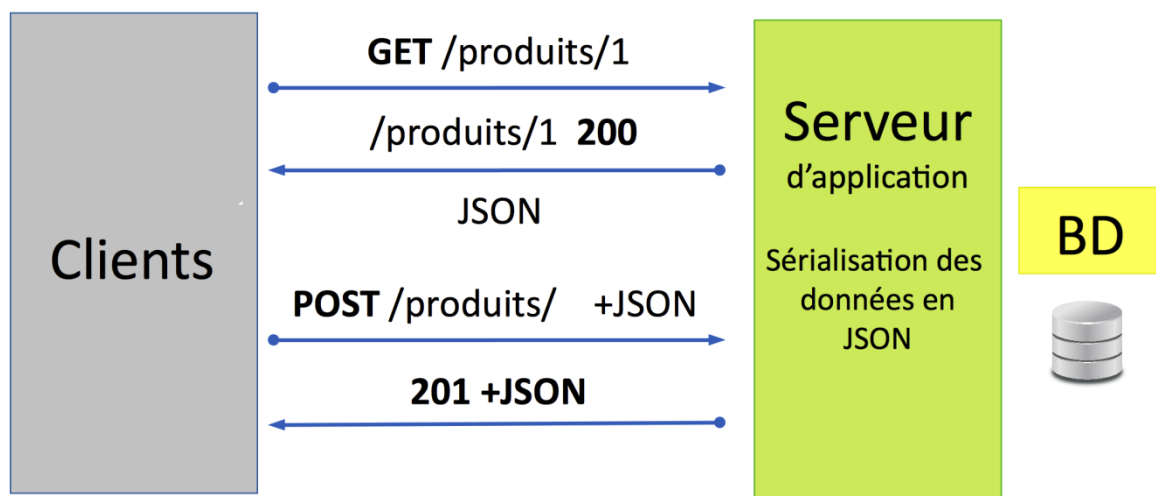 Clients
GET /produits/1
/produits/1 200
JSON
POST /produits/ +JSON
201 +JSON
Serveur
d’application
Sérialisation des
données en
JSON
BD